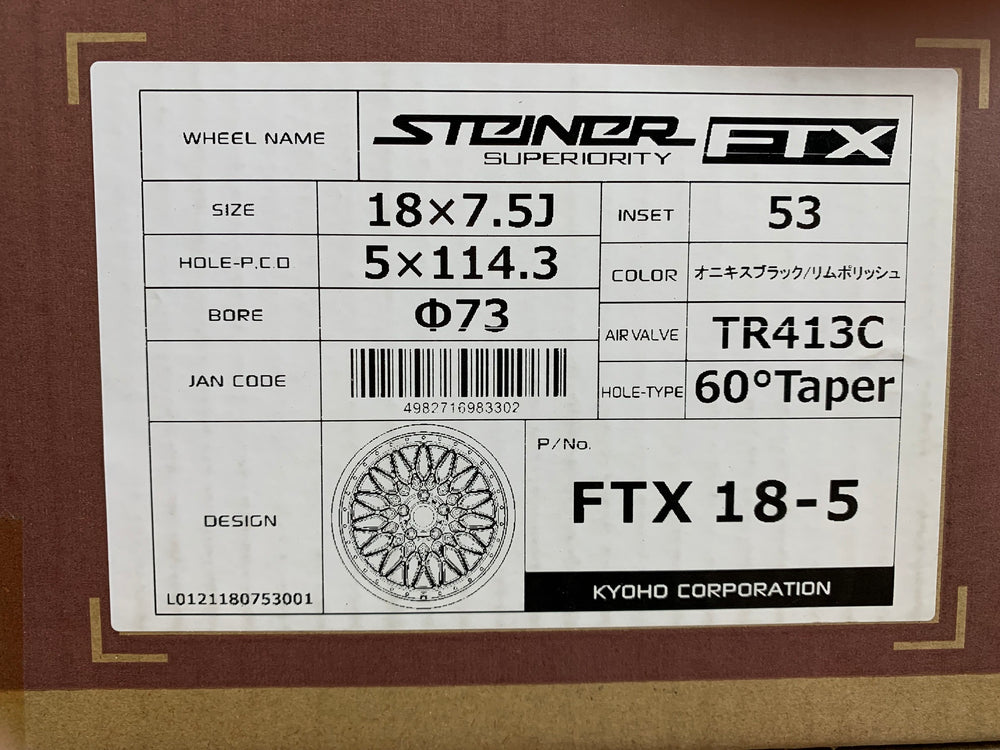 WHEEL NAME
STEINER FTX
SUPERIORITY
SIZE
18×7.5J
INSET
53
HOLE-P.C.D
5×114.3
COLOR
オニキスブラック/リムポリッシュ
BORE
Φ73
AIR VALVE
TR413C
JAN CODE
4982716983302
HOLE-TYPE
60°Taper
DESIGN
L0121180753001
P/No.
FTX 18-5
KYOHO CORPORATION